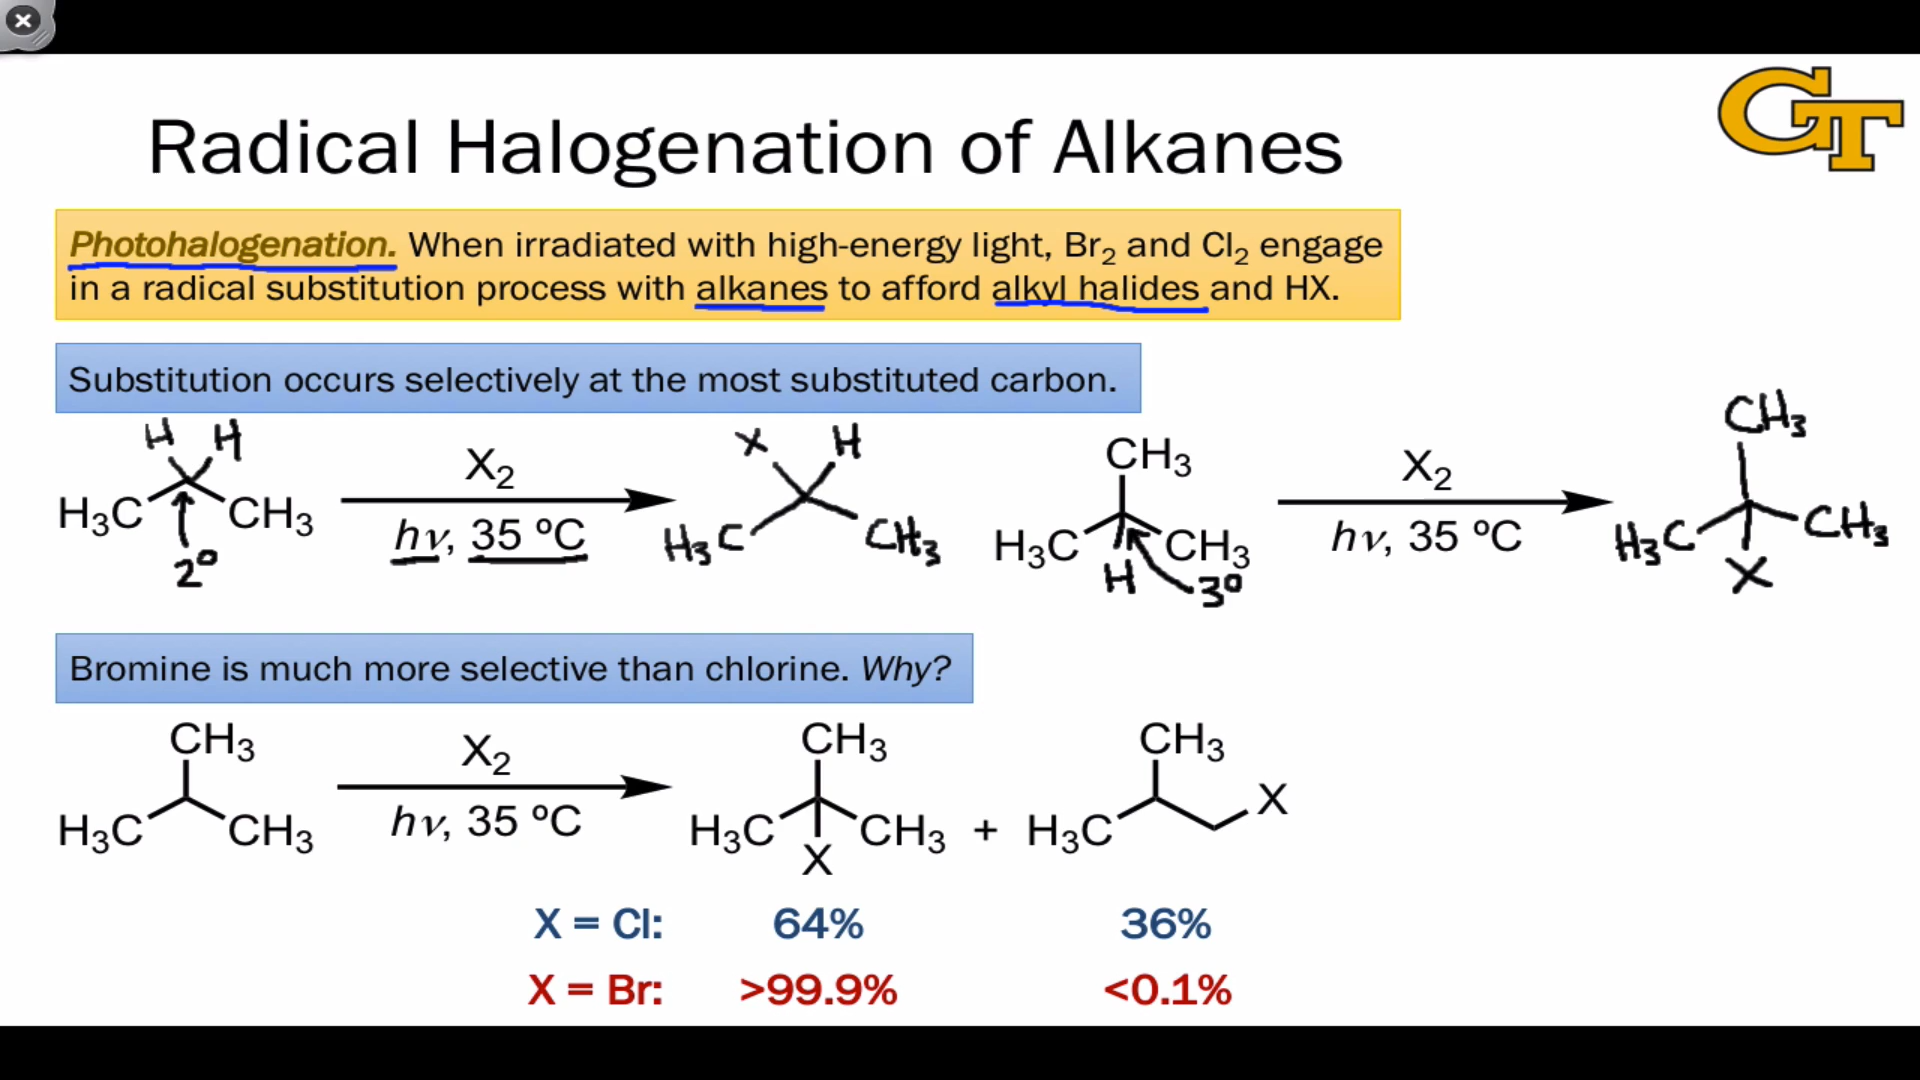 GT
Radical Halogenation of Alkanes
Photohalogenation. When irradiated with high-energy light, Br₂ and Cl₂ engage
in a radical substitution process with alkanes to afford alkyl halides and HX.
Substitution occurs selectively at the most substituted carbon.
H H
H₃C CH₃
2°
X₂
hν, 35 ºC
X H
H₃C CH₃
CH₃
H₃C CH₃
H 3°
X₂
hν, 35 ºC
CH₃
H₃C CH₃
X
Bromine is much more selective than chlorine. Why?
CH₃
H₃C CH₃
X₂
hν, 35 ºC
CH₃
H₃C CH₃
X
+
CH₃
H₃C X
X = Cl: 64% 36%
X = Br: >99.9% <0.1%